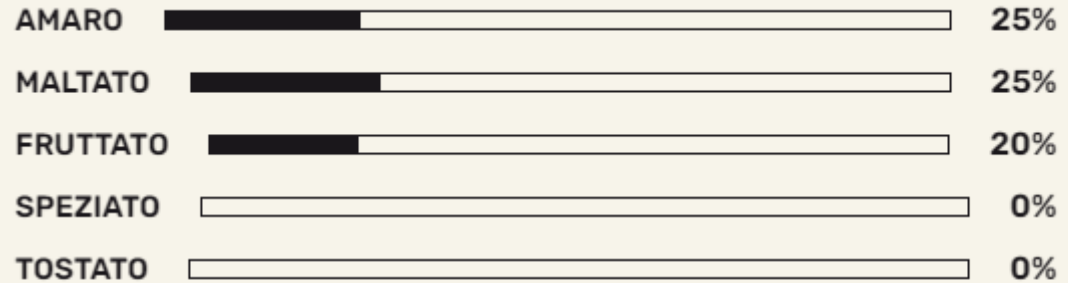 AMARO 25%
MALTATO 25%
FRUTTATO 20%
SPEZIATO 0%
TOSTATO 0%